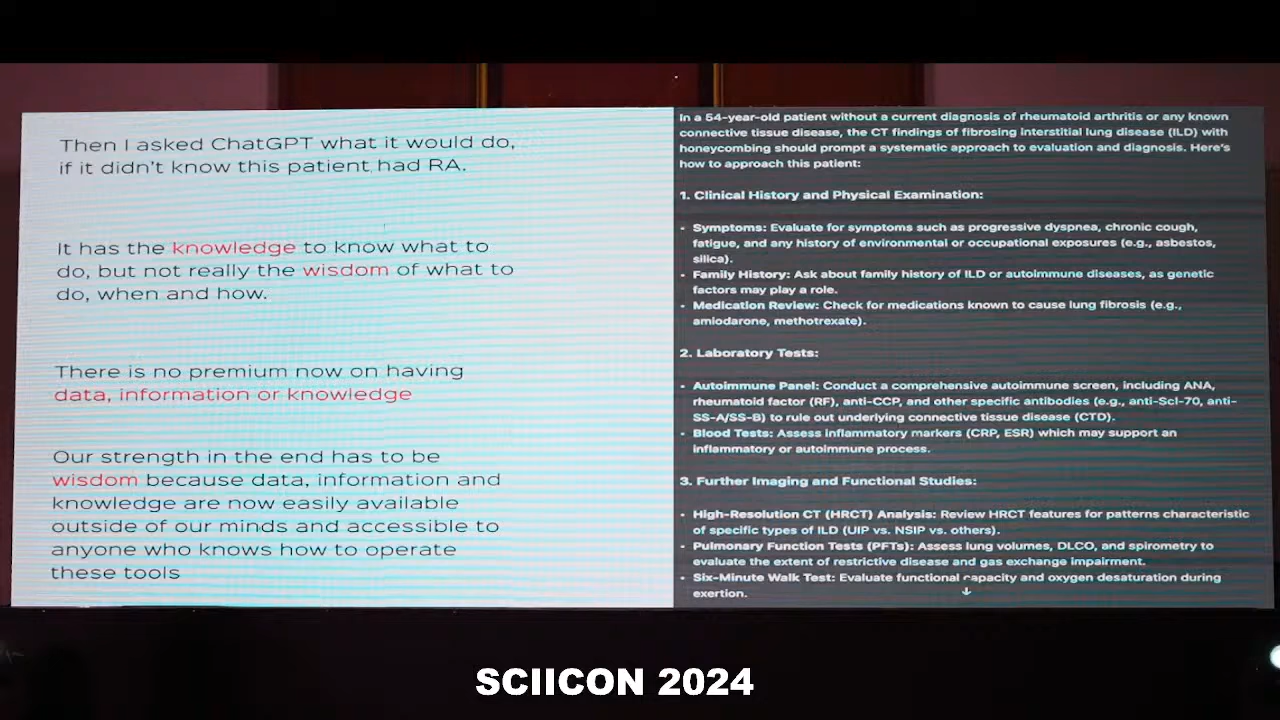 Then I asked ChatGPT what it would do,
if it didn't know this patient had RA.
It has the knowledge to know what to
do, but not really the wisdom of what to
do, when and how.
There is no premium now on having
data, information or knowledge
Our strength in the end has to be
wisdom because data, information and
knowledge are now easily available
outside of our minds and accessible to
anyone who knows how to operate
these tools
In a 54-year-old patient without a current diagnosis of rheumatoid arthritis or any known
connective tissue disease, the CT findings of fibrosing interstitial lung disease (ILD) with
honeycombing should prompt a systematic approach to evaluation and diagnosis. Here's
how to approach this patient:
1. Clinical History and Physical Examination:
• Symptoms: Evaluate for symptoms such as progressive dyspnea, chronic cough,
fatigue, and any history of environmental or occupational exposures (e.g., asbestos,
silica).
• Family History: Ask about family history of ILD or autoimmune diseases, as genetic
factors may play a role.
• Medication Review: Check for medications known to cause lung fibrosis (e.g.,
amiodarone, methotrexate).
2. Laboratory Tests:
• Autoimmune Panel: Conduct a comprehensive autoimmune screen, including ANA,
rheumatoid factor (RF), anti-CCP, and other specific antibodies (e.g., anti-Scl-70, anti-
SS-A/SS-B) to rule out underlying connective tissue disease (CTD).
• Blood Tests: Assess inflammatory markers (CRP, ESR) which may support an
inflammatory or autoimmune process.
3. Further Imaging and Functional Studies:
• High-Resolution CT (HRCT) Analysis: Review HRCT features for patterns characteristic
of specific types of ILD (UIP vs. NSIP vs. others).
• Pulmonary Function Tests (PFTs): Assess lung volumes, DLCO, and spirometry to
evaluate the extent of restrictive disease and gas exchange impairment.
• Six-Minute Walk Test: Evaluate functional capacity and oxygen desaturation during
exertion.
SCIICON 2024